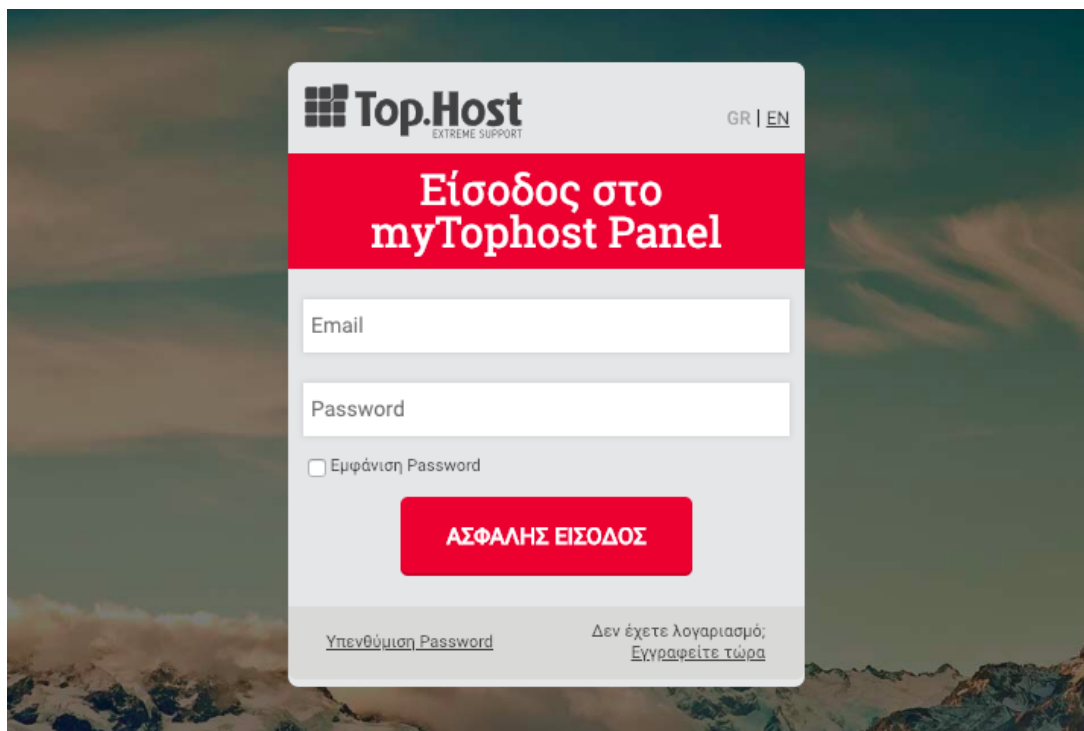 Top.Host
EXTREME SUPPORT
GR | EN
Είσοδος στο
myTophost Panel
Email
Password
Εμφάνιση Password
ΑΣΦΑΛΗΣ ΕΙΣΟΔΟΣ
Υπενθύμιση Password
Δεν έχετε λογαριασμό;
Εγγραφείτε τώρα